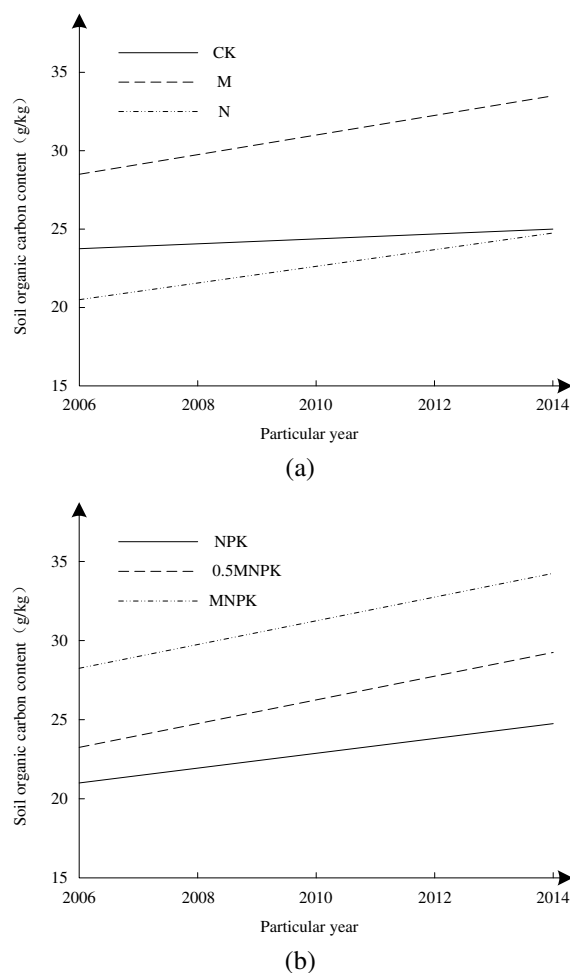 CK
M
N
35
30
25
20
15
Soil organic carbon content（g/kg）
2006 2008 2010 2012 2014
Particular year
(a)
NPK
0.5MNPK
MNPK
35
30
25
20
15
Soil organic carbon content（g/kg）
2006 2008 2010 2012 2014
Particular year
(b)